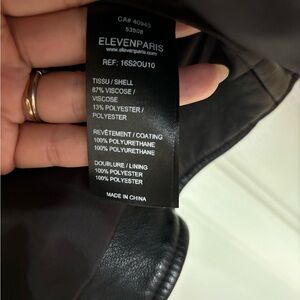 CA# 40945
53808
ELEVENPARIS
www.elevenparis.com
REF: 16S2OU10
TISSU / SHELL
87% VISCOSE /
VISCOSE
13% POLYESTER /
POLYESTER
REVÊTEMENT / COATING
100% POLYURETHANE
100% POLYURETHANE
DOUBLURE / LINING
100% POLYESTER
100% POLYESTER
MADE IN CHINA